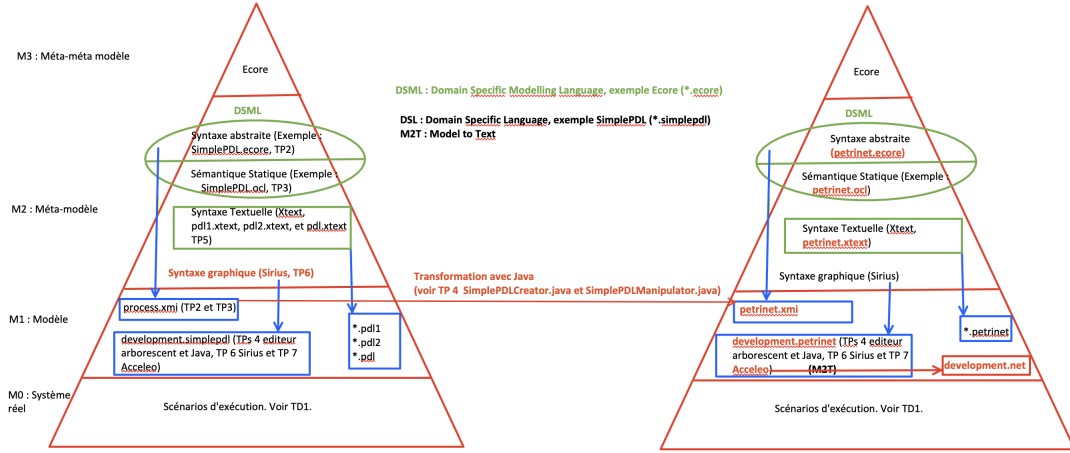 M3 : Méta-méta modèle
Ecore
DSML
Syntaxe abstraite (Exemple :
SimplePDL.ecore, TP2)
Sémantique Statique (Exemple :
SimplePDL.ocl, TP3)
M2 : Méta-modèle
Syntaxe Textuelle (Xtext,
pdl1.xtext, pdl2.xtext, et pdl.xtext
TP5)
Syntaxe graphique (Sirius, TP6)
M1 : Modèle
process.xmi (TP2 et TP3)
development.simplepdl (TPs 4 editeur
arborescent et Java, TP 6 Sirius et TP 7
Acceleo)
*.pdl1
*.pdl2
*.pdl
M0 : Système
réel
Scénarios d'exécution. Voir TD1.
DSML : Domain Specific Modelling Language, exemple Ecore (*.ecore)
DSL : Domain Specific Language, exemple SimplePDL (*.simplepdl)
M2T : Model to Text
Transformation avec Java
(voir TP 4 SimplePDLCreator.java et SimplePDLManipulator.java)
Ecore
DSML
Syntaxe abstraite
(petrinet.ecore)
Sémantique Statique (Exemple :
petrinet.ocl)
Syntaxe Textuelle (Xtext,
petrinet.xtext)
Syntaxe graphique (Sirius)
petrinet.xmi
*.petrinet
development.petrinet (TPs 4 editeur
arborescent et Java, TP 6 Sirius et TP 7
Acceleo) (M2T)
development.net
Scénarios d'exécution. Voir TD1.